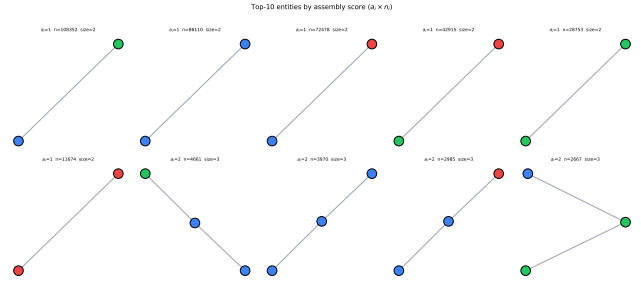 Top-10 entities by assembly score (aᵢ × nᵢ)
aᵢ=1 n=108352 size=2
aᵢ=1 n=86110 size=2
aᵢ=1 n=72478 size=2
aᵢ=1 n=42915 size=2
aᵢ=1 n=28753 size=2
aᵢ=1 n=11674 size=2
aᵢ=2 n=4661 size=3
aᵢ=2 n=3970 size=3
aᵢ=2 n=2985 size=3
aᵢ=2 n=2667 size=3